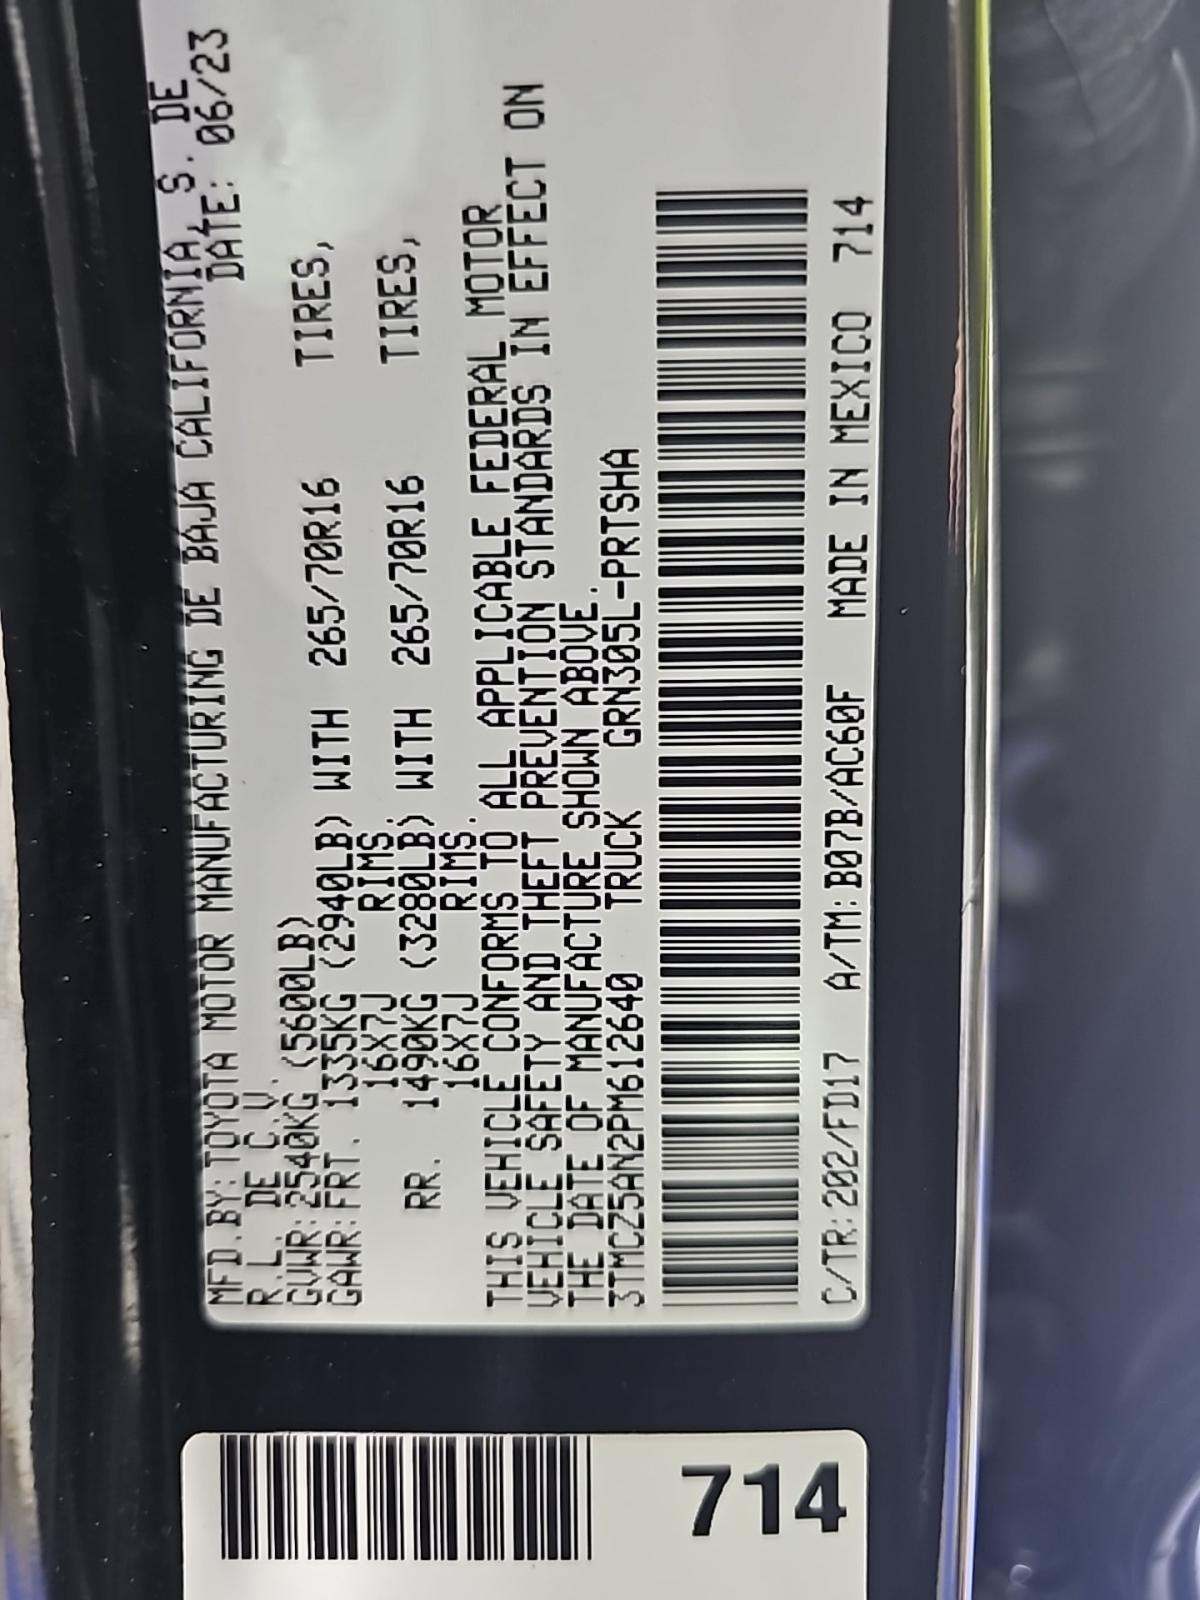 MFD.BY:TOYOTA MOTOR MANUFACTURING DE BAJA CALIFORNIA, S. DE
R.L. DE C.V. DATE: 06/23
GVWR:2540KG (5600LB)
GAWR:FRT. 1335KG (2940LB) WITH 265/70R16 TIRES,
16X7J RIMS.
RR. 1490KG (3280LB) WITH 265/70R16 TIRES,
16X7J RIMS.
THIS VEHICLE CONFORMS TO ALL APPLICABLE FEDERAL MOTOR
VEHICLE SAFETY AND THEFT PREVENTION STANDARDS IN EFFECT ON
THE DATE OF MANUFACTURE SHOWN ABOVE.
3TMCZ5AN2PM612640 TRUCK GRN305L-PRTSHA
C/TR:202/FD17 A/TM:B07B/AC60F MADE IN MEXICO 714
714